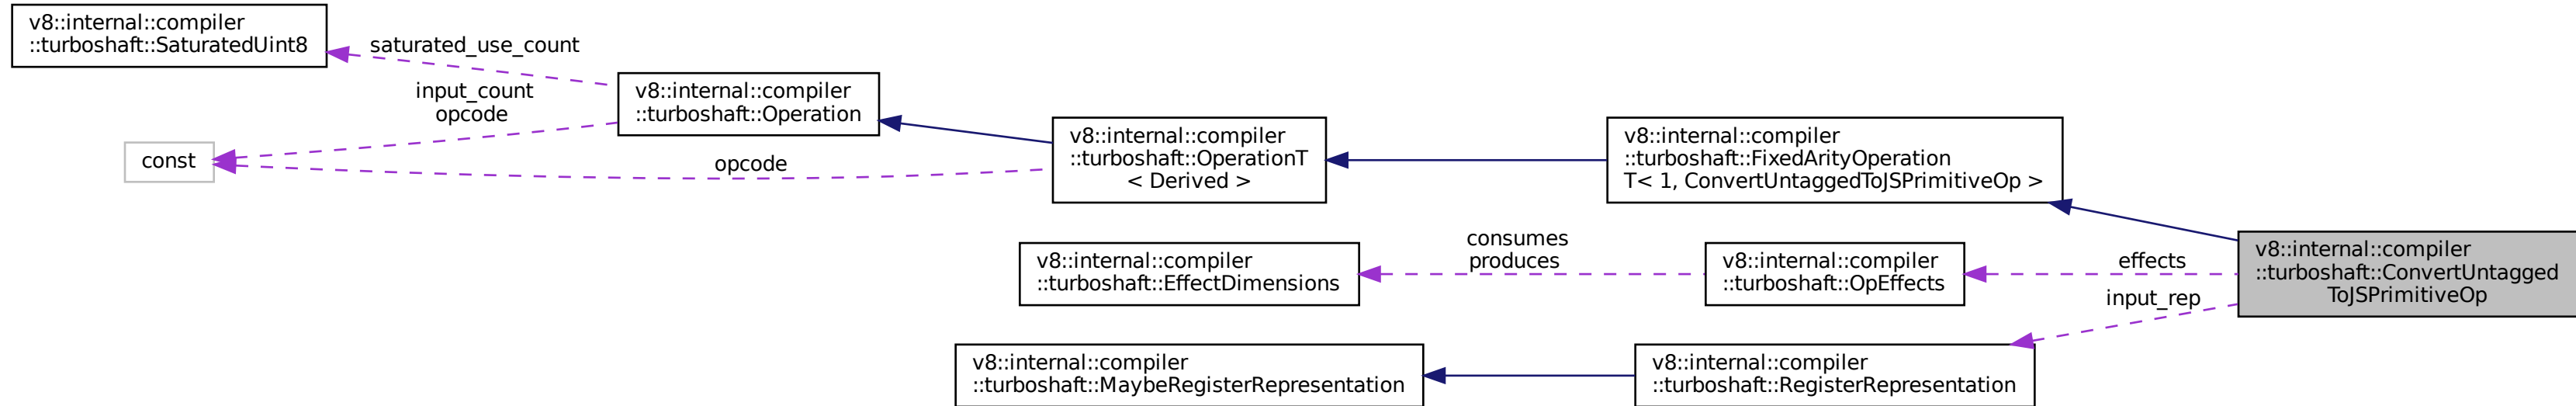 v8::internal::compiler
::turboshaft::SaturatedUint8
saturated_use_count
input_count
opcode
v8::internal::compiler
::turboshaft::Operation
const
opcode
v8::internal::compiler
::turboshaft::OperationT
< Derived >
v8::internal::compiler
::turboshaft::FixedArityOperation
T< 1, ConvertUntaggedToJSPrimitiveOp >
v8::internal::compiler
::turboshaft::EffectDimensions
consumes
produces
v8::internal::compiler
::turboshaft::OpEffects
effects
input_rep
v8::internal::compiler
::turboshaft::ConvertUntagged
ToJSPrimitiveOp
v8::internal::compiler
::turboshaft::MaybeRegisterRepresentation
v8::internal::compiler
::turboshaft::RegisterRepresentation